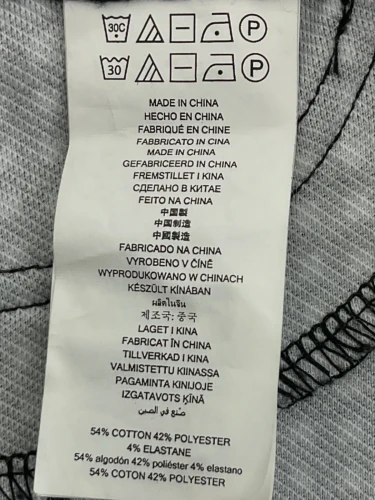 30C P
30 P
MADE IN CHINA
HECHO EN CHINA
FABRIQUÉ EN CHINE
FABBRICATO IN CINA
MADE IN CHINA
GEFABRICEERD IN CHINA
FREMSTILLET I KINA
СДЕЛАНО В КИТАЕ
FEITO NA CHINA
中国製
中国制造
中國製造
FABRICADO NA CHINA
VYROBENO V ČÍNĚ
WYPRODUKOWANO W CHINACH
KÉSZÜLT KÍNÁBAN
ผลิตในจีน
제조국: 중국
LAGET I KINA
FABRICAT ÎN CHINA
TILLVERKAD I KINA
VALMISTETTU KIINASSA
PAGAMINTA KINIJOJE
IZGATAVOTS ĶĪNĀ
صنع في الصين
54% COTTON 42% POLYESTER
4% ELASTANE
54% algodón 42% poliéster 4% elastano
54% COTON 42% POLYESTER